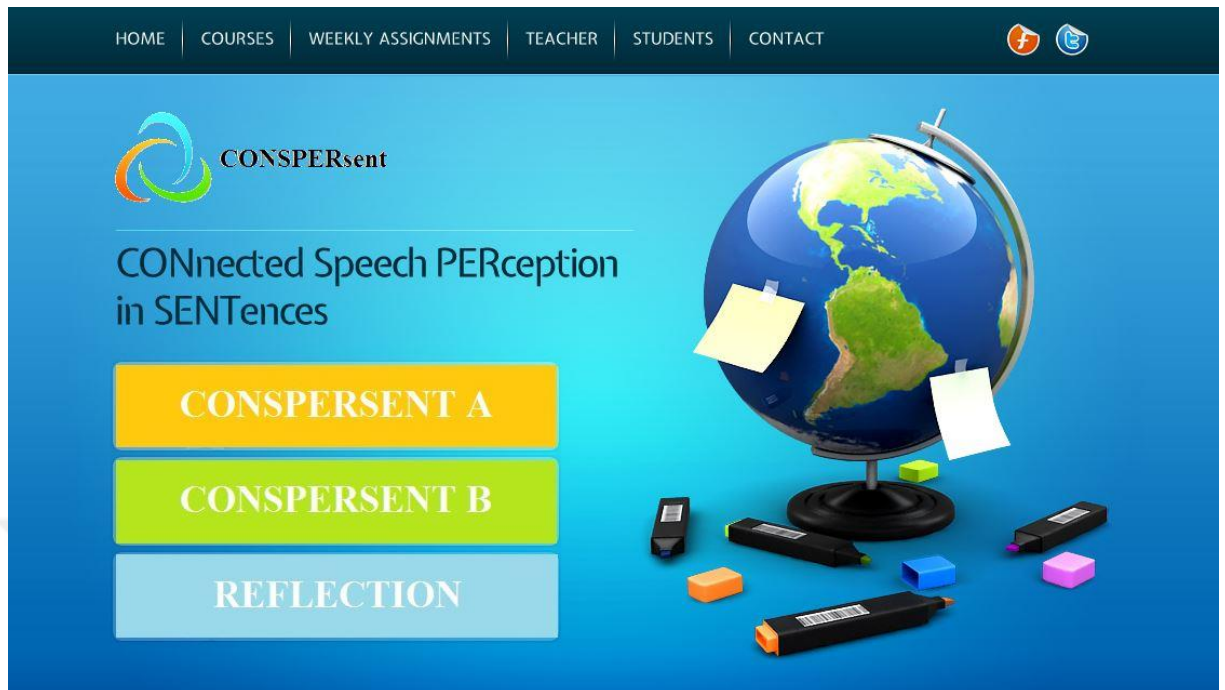 HOME COURSES WEEKLY ASSIGNMENTS TEACHER STUDENTS CONTACT
CONSPERsent
CONnected Speech PERception
in SENTences
CONSPERSENT A
CONSPERSENT B
REFLECTION